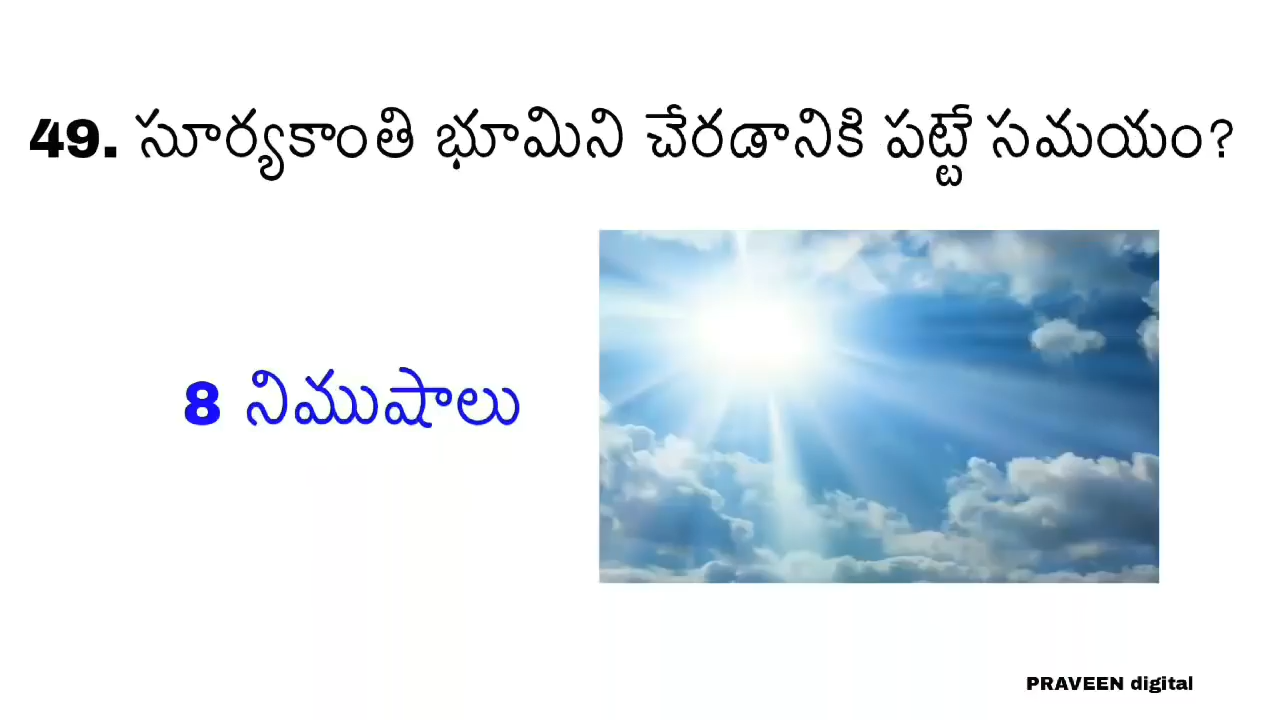 49. సూర్యకాంతి భూమిని చేరడానికి పట్టే సమయం?
8 నిముషాలు
PRAVEEN digital